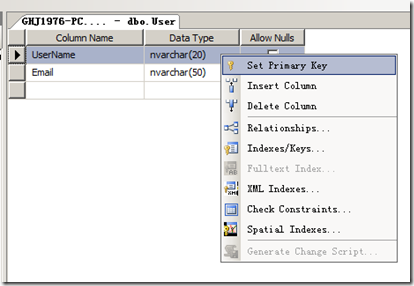 GHJ1976-PC.... - dbo.User
Column Name Data Type Allow Nulls
UserName nvarchar(20)
Email nvarchar(50)
Set Primary Key
Insert Column
Delete Column
Relationships...
Indexes/Keys...
Fulltext Index...
XML Indexes...
Check Constraints...
Spatial Indexes...
Generate Change Script...